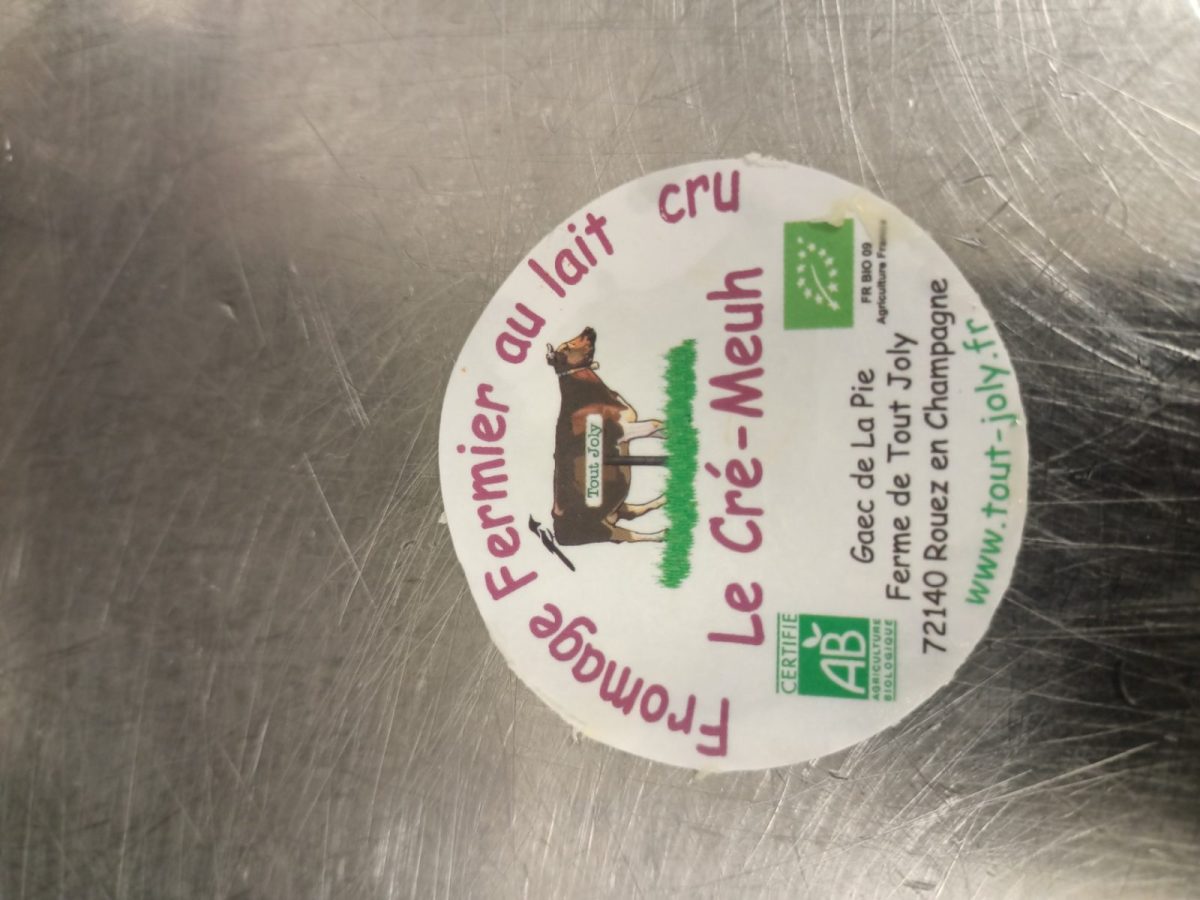 Fromage Fermier au lait cru
Tout Joly
Le Cré-Meuh
CERTIFIÉ
AB
AGRICULTURE
BIOLOGIQUE
FR BIO 09
Agriculture France
Gaec de La Pie
Ferme de Tout Joly
72140 Rouez en Champagne
www.tout-joly.fr